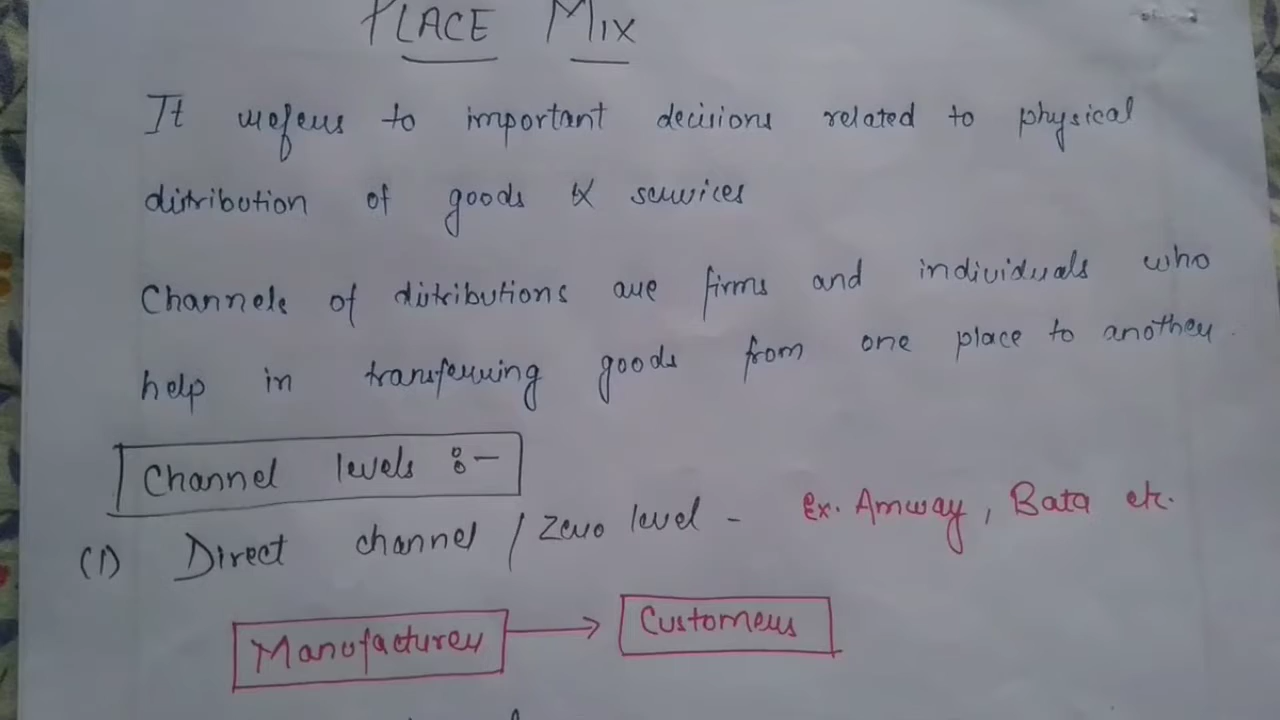 PLACE MIX
It refers to important decisions related to physical
distribution of goods & services
Channels of distributions are firms and individuals who
help in transferring goods from one place to another.
Channel levels :-
(1) Direct channel / Zero level - Ex. Amway, Bata etc.
Manufacturer → Customers